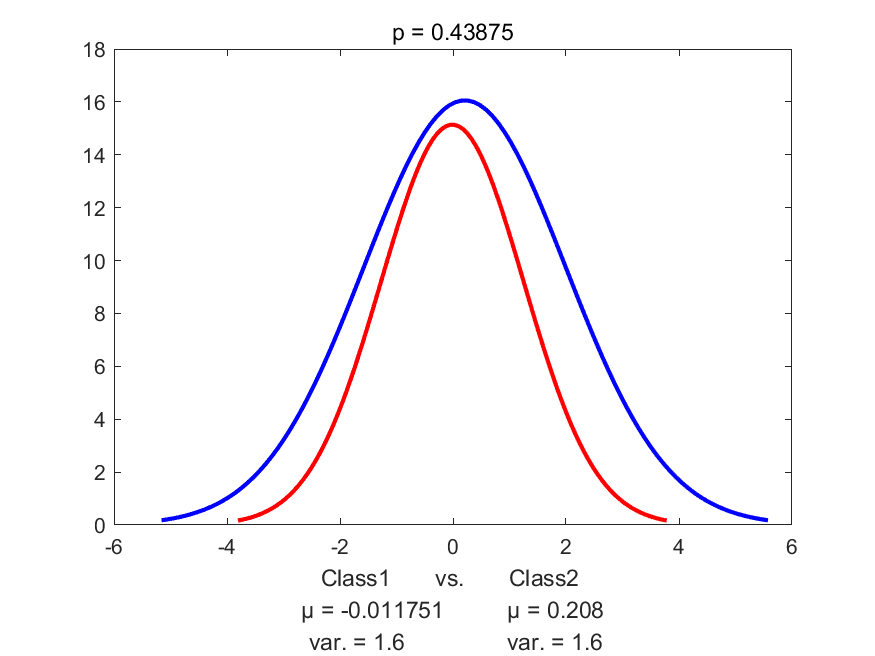 p = 0.43875
18
16
14
12
10
8
6
4
2
0
-6 -4 -2 0 2 4 6
Class1 vs. Class2
μ = -0.011751 μ = 0.208
var. = 1.6 var. = 1.6